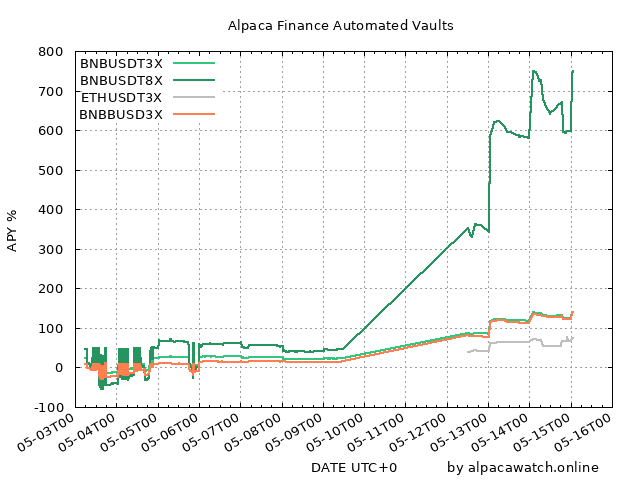 Alpaca Finance Automated Vaults
800
700
600
500
400
300
200
100
0
-100
APY %
BNBUSDT3X
BNBUSDT8X
ETHUSDT3X
BNBBUSD3X
05-03T00
05-04T00
05-05T00
05-06T00
05-07T00
05-08T00
05-09T00
05-10T00
05-11T00
05-12T00
05-13T00
05-14T00
05-15T00
05-16T00
DATE UTC+0
by alpacawatch.online